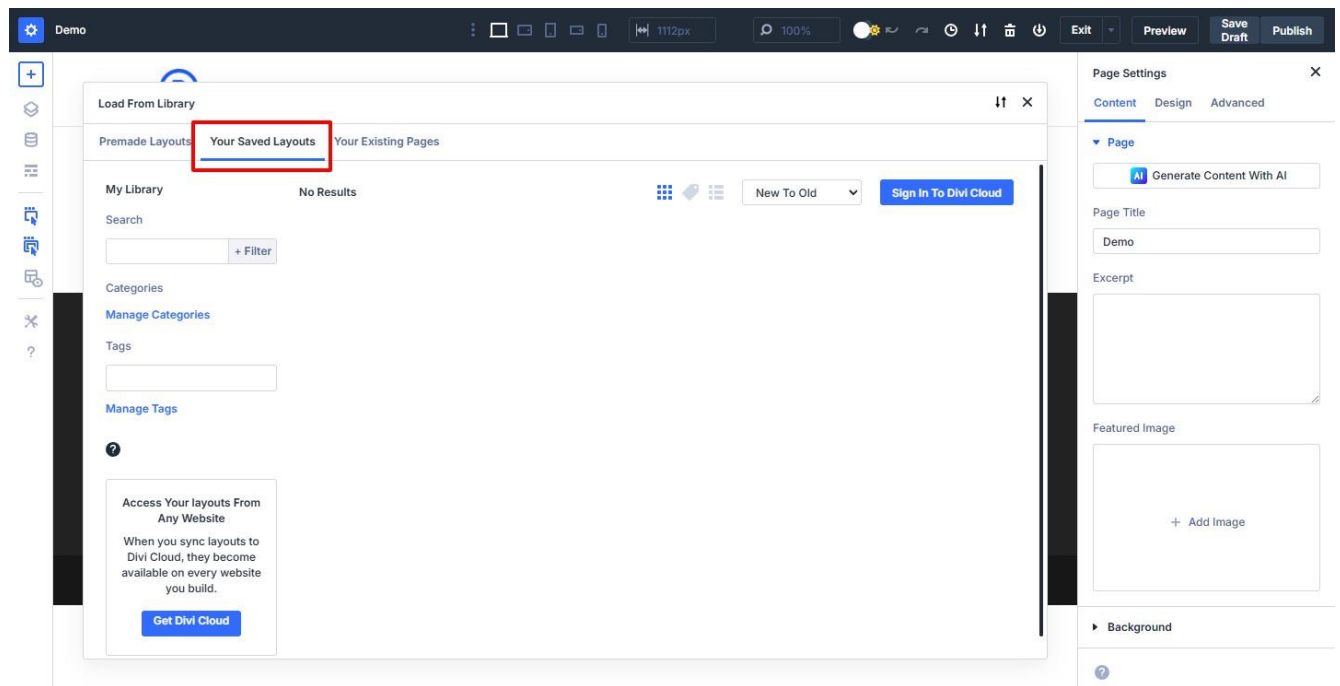 Demo
1112px
100%
Exit
Preview
Save
Draft
Publish
Load From Library
Premade Layouts
Your Saved Layouts
Your Existing Pages
My Library
No Results
New To Old
Sign In To Divi Cloud
Search
+ Filter
Categories
Manage Categories
Tags
Manage Tags
?
Access Your layouts From
Any Website
When you sync layouts to
Divi Cloud, they become
available on every website
you build.
Get Divi Cloud
?
Page Settings
Content
Design
Advanced
Page
AI Generate Content With AI
Page Title
Demo
Excerpt
Featured Image
+ Add Image
Background
?